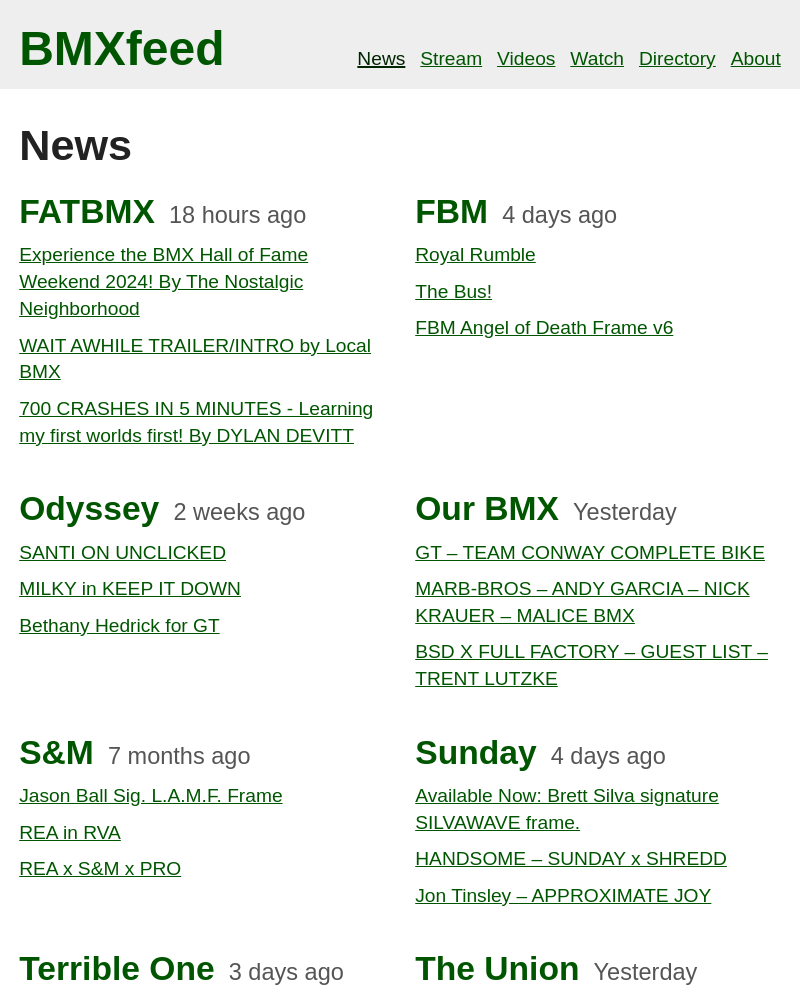 BMXfeed
News Stream Videos Watch Directory About
News
FATBMX 18 hours ago
Experience the BMX Hall of Fame
Weekend 2024! By The Nostalgic
Neighborhood
WAIT AWHILE TRAILER/INTRO by Local
BMX
700 CRASHES IN 5 MINUTES - Learning
my first worlds first! By DYLAN DEVITT
FBM 4 days ago
Royal Rumble
The Bus!
FBM Angel of Death Frame v6
Odyssey 2 weeks ago
SANTI ON UNCLICKED
MILKY in KEEP IT DOWN
Bethany Hedrick for GT
Our BMX Yesterday
GT – TEAM CONWAY COMPLETE BIKE
MARB-BROS – ANDY GARCIA – NICK
KRAUER – MALICE BMX
BSD X FULL FACTORY – GUEST LIST –
TRENT LUTZKE
S&M 7 months ago
Jason Ball Sig. L.A.M.F. Frame
REA in RVA
REA x S&M x PRO
Sunday 4 days ago
Available Now: Brett Silva signature
SILVAWAVE frame.
HANDSOME – SUNDAY x SHREDD
Jon Tinsley – APPROXIMATE JOY
Terrible One 3 days ago
The Union Yesterday